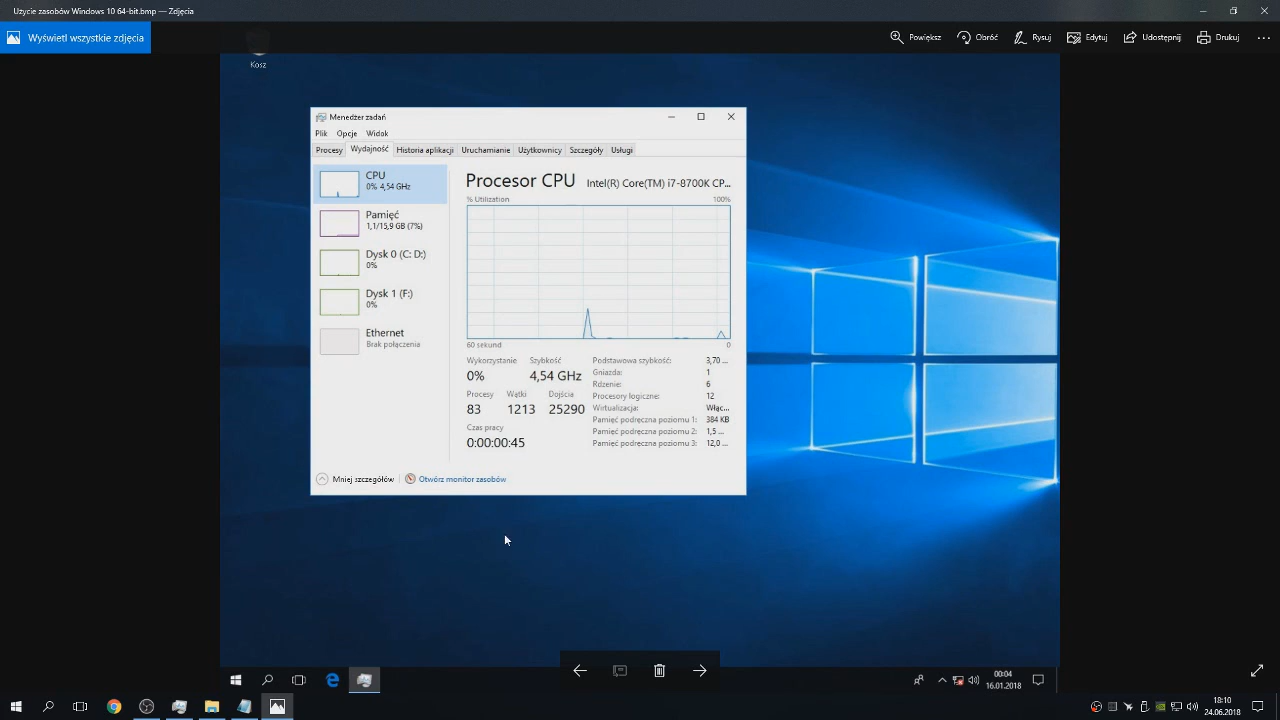 Użycie zasobów Windows 10 64-bit.bmp — Zdjęcia
Wyświetl wszystkie zdjęcia
Powiększ
Obróć
Rysuj
Edytuj
Udostępnij
Drukuj
Kosz
Menedżer zadań
Plik Opcje Widok
Procesy Wydajność Historia aplikacji Uruchamianie Użytkownicy Szczegóły Usługi
CPU
0% 4,54 GHz
Pamięć
1,1/15,9 GB (7%)
Dysk 0 (C: D:)
0%
Dysk 1 (F:)
0%
Ethernet
Brak połączenia
Procesor CPU Intel(R) Core(TM) i7-8700K CP...
% Utilization 100%
60 sekund 0
Wykorzystanie Szybkość
0% 4,54 GHz
Procesy Wątki Dojścia
83 1213 25290
Czas pracy
0:00:00:45
Podstawowa szybkość: 3,70 ...
Gniazda: 1
Rdzenie: 6
Procesory logiczne: 12
Wirtualizacja: Włąc...
Pamięć podręczna poziomu 1: 384 KB
Pamięć podręczna poziomu 2: 1,5 ...
Pamięć podręczna poziomu 3: 12,0 ...
Mniej szczegółów Otwórz monitor zasobów
00:04
16.01.2018
18:10
24.06.2018